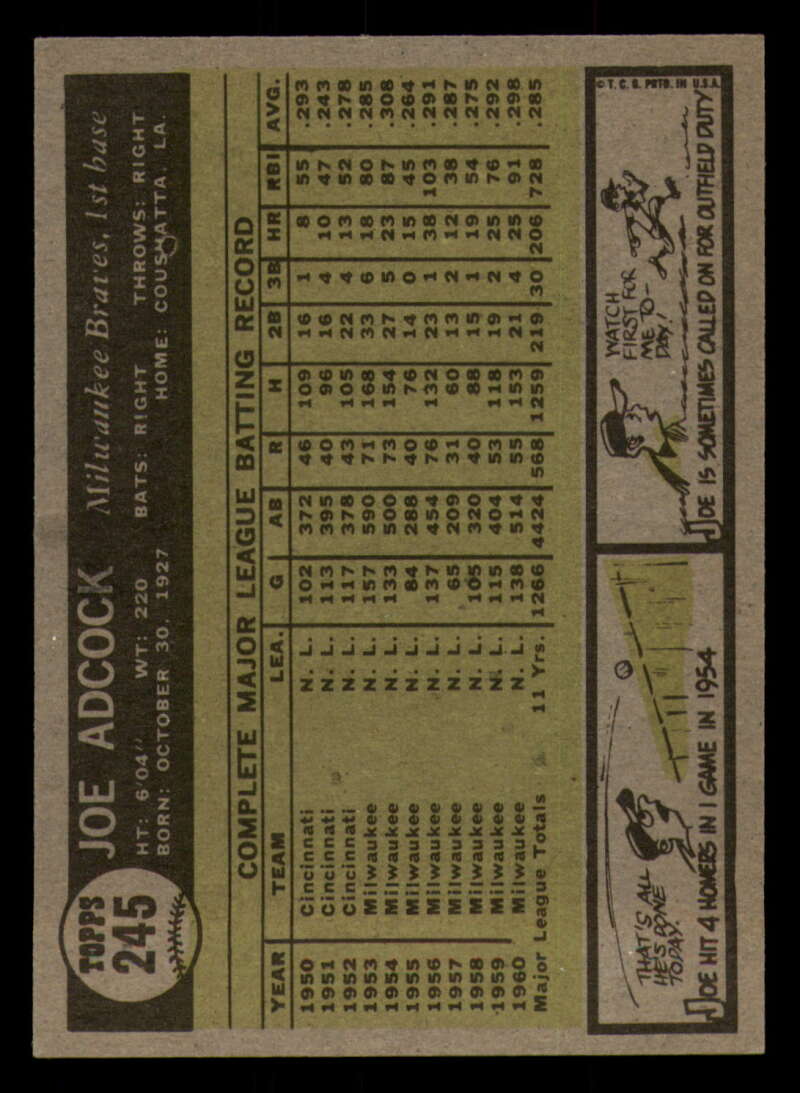 TOPPS
245
JOE ADCOCK Milwaukee Braves, 1st base
HT: 6'04" WT: 220 BATS: RIGHT THROWS: RIGHT
BORN: OCTOBER 30, 1927 HOME: COUSHATTA, LA.
COMPLETE MAJOR LEAGUE BATTING RECORD
YEAR TEAM LEA. G AB R H 2B 3B HR RBI AVG.
1950 Cincinnati N. L. 102 372 46 109 16 1 8 55 .293
1951 Cincinnati N. L. 113 395 40 96 16 4 10 47 .243
1952 Cincinnati N. L. 117 378 43 105 22 4 13 52 .278
1953 Milwaukee N. L. 157 590 71 168 33 6 18 80 .285
1954 Milwaukee N. L. 133 500 73 154 27 5 23 87 .308
1955 Milwaukee N. L. 84 288 40 76 14 0 15 45 .264
1956 Milwaukee N. L. 137 454 76 132 23 1 38 103 .291
1957 Milwaukee N. L. 65 209 31 60 13 2 12 38 .287
1958 Milwaukee N. L. 105 320 40 88 15 1 19 54 .275
1959 Milwaukee N. L. 115 404 53 118 19 2 25 76 .292
1960 Milwaukee N. L. 138 514 55 153 21 4 25 91 .298
Major League Totals 11 Yrs. 1266 4424 568 1259 219 30 206 728 .285
THAT'S ALL
HE'S DONE
TODAY.
JOE HIT 4 HOMERS IN 1 GAME IN 1954
© T. C. G. PRTD. IN U.S.A.
WATCH
FIRST FOR
ME TO-
DAY!
JOE IS SOMETIMES CALLED ON FOR OUTFIELD DUTY